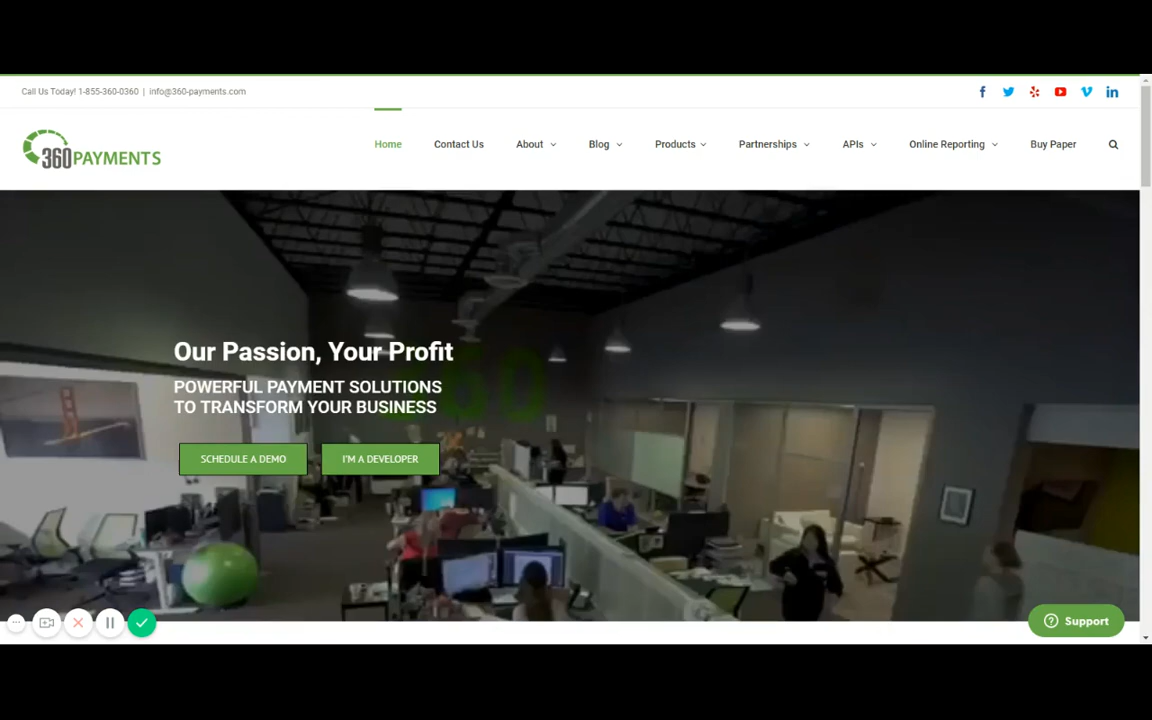 Call Us Today! 1-855-360-0360 | info@360-payments.com
360PAYMENTS
Home Contact Us About Blog Products Partnerships APIs Online Reporting Buy Paper
Our Passion, Your Profit
POWERFUL PAYMENT SOLUTIONS
TO TRANSFORM YOUR BUSINESS
SCHEDULE A DEMO I'M A DEVELOPER
Support